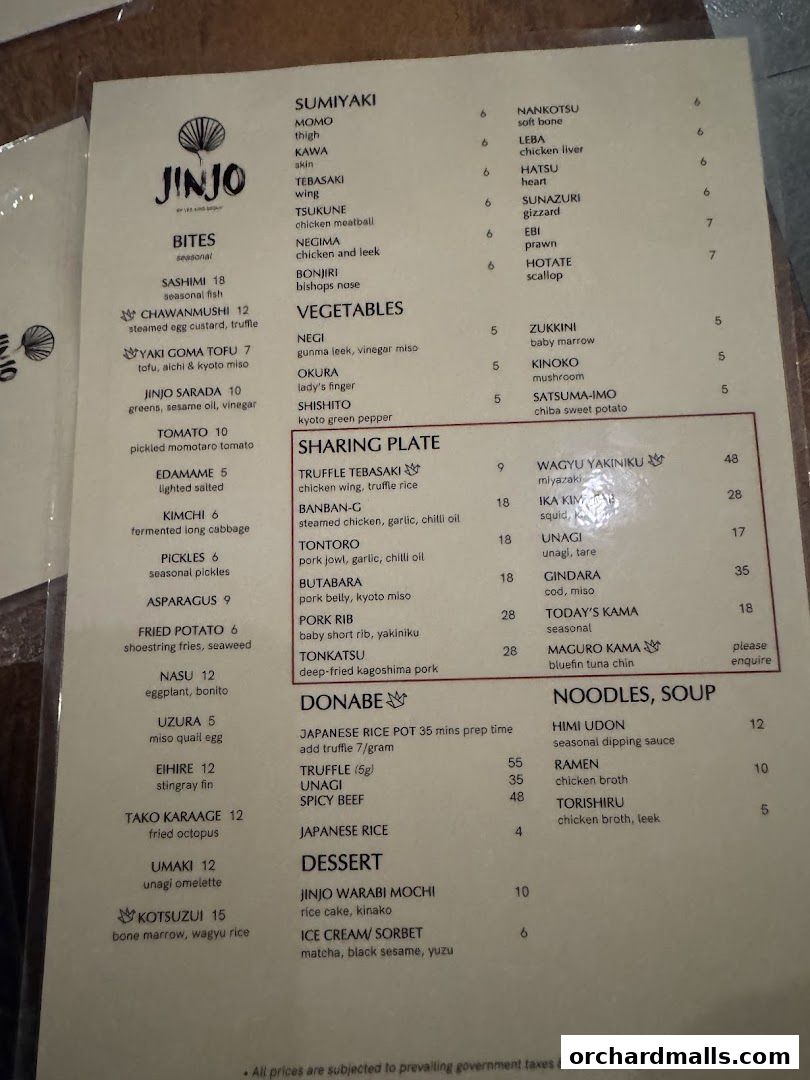 JINJO
BITES
seasonal
SASHIMI 18
seasonal fish
CHAWANMUSHI 12
steamed egg custard, truffle
YAKI GOMA TOFU 7
tofu, aichi & kyoto miso
JINJO SARADA 10
greens, sesame oil, vinegar
TOMATO 10
pickled momotaro tomato
EDAMAME 5
lighted salted
KIMCHI 6
fermented long cabbage
PICKLES 6
seasonal pickles
ASPARAGUS 9
FRIED POTATO 6
shoestring fries, seaweed
NASU 12
eggplant, bonito
UZURA 5
miso quail egg
EIHIRE 12
stingray fin
TAKO KARAAGE 12
fried octopus
UMAKI 12
unagi omelette
KOTSUZUI 15
bone marrow, wagyu rice
SUMIYAKI
MOMO 6
thigh
KAWA 6
skin
TEBASAKI 6
wing
TSUKUNE 6
chicken meatball
NEGIMA 6
chicken and leek
BONJIRI 6
bishops nose
NANKOTSU 6
soft bone
LEBA 6
chicken liver
HATSU 6
heart
SUNAZURI 6
gizzard
EBI 7
prawn
HOTATE 7
scallop
VEGETABLES
NEGI 5
gunma leek, vinegar miso
OKURA 5
lady's finger
SHISHITO 5
kyoto green pepper
ZUKKINI 5
baby marrow
KINOKO 5
mushroom
SATSUMA-IMO 5
chiba sweet potato
SHARING PLATE
TRUFFLE TEBASAKI 9
chicken wing, truffle rice
BANBAN-G 18
steamed chicken, garlic, chilli oil
TONTORO 18
pork jowl, garlic, chilli oil
BUTABARA 18
pork belly, kyoto miso
PORK RIB 28
baby short rib, yakiniku
TONKATSU 28
deep-fried kagoshima pork
WAGYU YAKINIKU 48
miyazaki
IKA 28
squid,
UNAGI 17
unagi, tare
GINDARA 35
cod, miso
TODAY'S KAMA 18
seasonal
MAGURO KAMA please
bluefin tuna chin enquire
DONABE
JAPANESE RICE POT 35 mins prep time
add truffle 7/gram
TRUFFLE (5g) 55
UNAGI 35
SPICY BEEF 48
JAPANESE RICE 4
DESSERT
JINJO WARABI MOCHI 10
rice cake, kinako
ICE CREAM/ SORBET 6
matcha, black sesame, yuzu
NOODLES, SOUP
HIMI UDON 12
seasonal dipping sauce
RAMEN 10
chicken broth
TORISHIRU 5
chicken broth, leek
• All prices are subjected to prevailing government taxes
orchardmalls.com